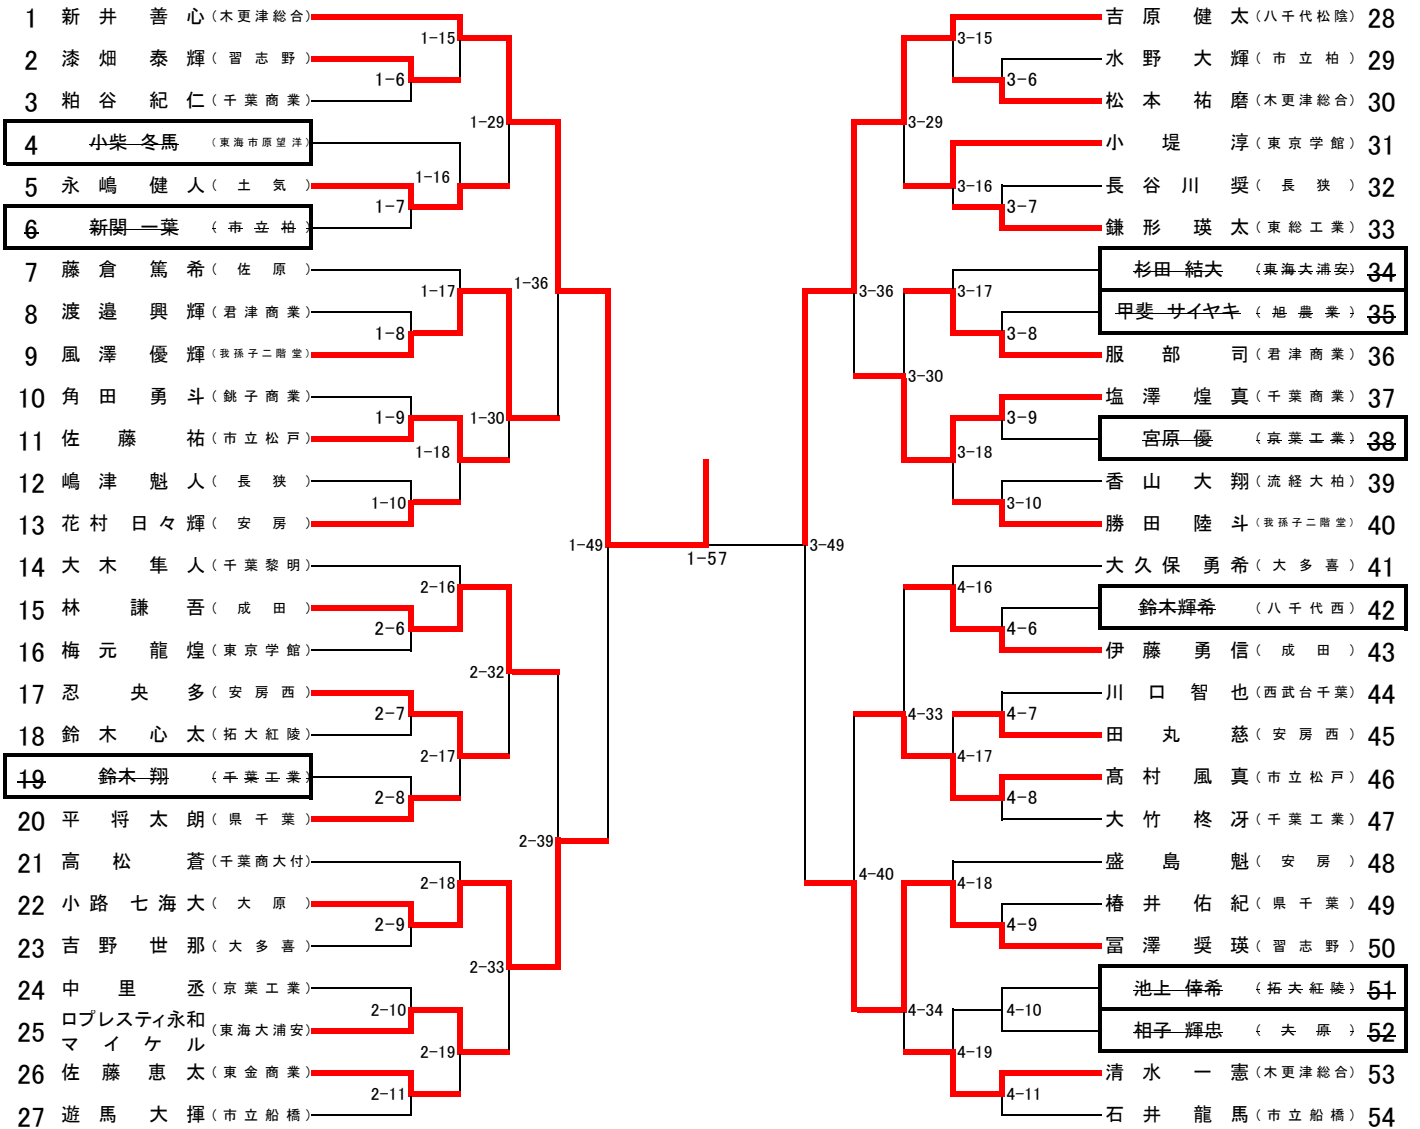 1 新井 善心 (木更津総合)
2 漆畑 泰輝 (習志野)
3 粕谷 紀仁 (千葉商業)
4 小柴 冬馬 (東海市原望洋)
5 永嶋 健人 (土気)
6 新関 一葉 (市立柏)
7 藤倉 篤希 (佐原)
8 渡邉 興輝 (君津商業)
9 風澤 優輝 (我孫子二階堂)
10 角田 勇斗 (銚子商業)
11 佐藤 祐 (市立松戸)
12 嶋津 魁人 (長狭)
13 花村 日々輝 (安房)
14 大木 隼人 (千葉黎明)
15 林 謙吾 (成田)
16 梅元 龍煌 (東京学館)
17 忍 央多 (安房西)
18 鈴木 心太 (拓大紅陵)
19 鈴木 翔 (千葉工業)
20 平 将太朗 (県千葉)
21 高松 蒼 (千葉商大付)
22 小路 七海大 (大原)
23 吉野 世那 (大多喜)
24 中里 丞 (京葉工業)
25 ロプレスティ永和 マイケル (東海大浦安)
26 佐藤 恵太 (東金商業)
27 遊馬 大揮 (市立船橋)
1-15
1-6
1-29
1-16
1-7
1-36
1-17
1-8
1-9
1-30
1-18
1-10
1-49
2-16
2-6
2-32
2-7
2-17
2-8
2-39
2-18
2-9
2-33
2-10
2-19
2-11
1-57
3-15
3-6
3-29
3-16
3-7
3-36
3-17
3-8
3-30
3-9
3-18
3-10
3-49
4-16
4-6
4-33
4-7
4-17
4-8
4-40
4-18
4-9
4-34
4-10
4-19
4-11
吉原 健太 (八千代松陰) 28
水野 大輝 (市立柏) 29
松本 祐磨 (木更津総合) 30
小堤 淳 (東京学館) 31
長谷川 奨 (長狭) 32
鎌形 瑛太 (東総工業) 33
杉田 結大 (東海大浦安) 34
甲斐 サイヤキ (旭農業) 35
服部 司 (君津商業) 36
塩澤 煌真 (千葉商業) 37
宮原 優 (京葉工業) 38
香山 大翔 (流経大柏) 39
勝田 陸斗 (我孫子二階堂) 40
大久保 勇希 (大多喜) 41
鈴木輝希 (八千代西) 42
伊藤 勇信 (成田) 43
川口 智也 (西武台千葉) 44
田丸 慈 (安房西) 45
髙村 風真 (市立松戸) 46
大竹 柊冴 (千葉工業) 47
盛島 魁 (安房) 48
椿井 佑紀 (県千葉) 49
冨澤 奨瑛 (習志野) 50
池上 倖希 (拓大紅陵) 51
相子 輝忠 (大原) 52
清水 一憲 (木更津総合) 53
石井 龍馬 (市立船橋) 54